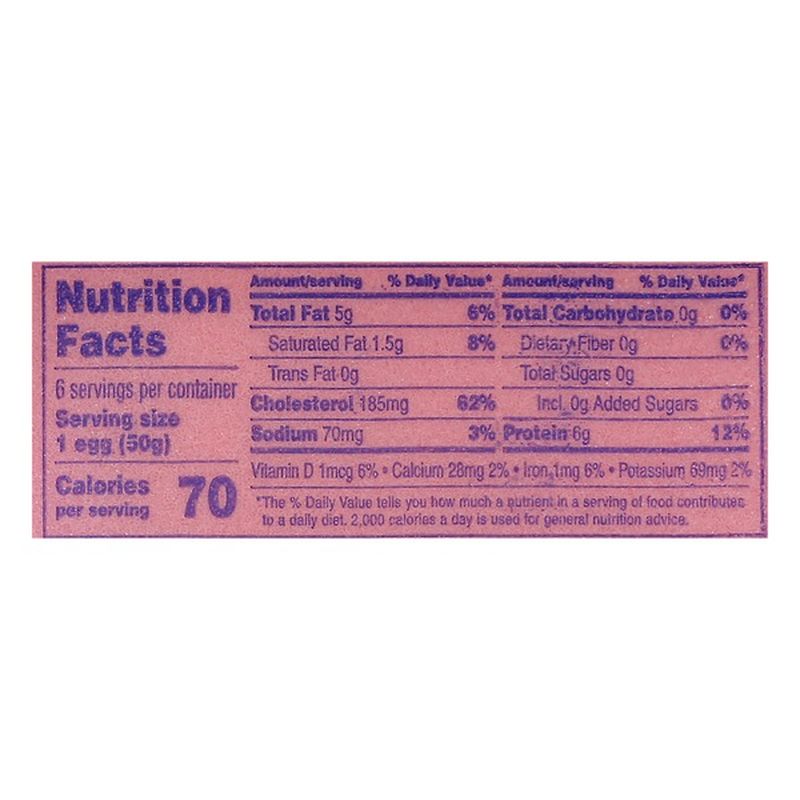 Nutrition
Facts
6 servings per container
Serving size
1 egg (50g)
Calories
per serving 70
Amount/serving % Daily Value*
Total Fat 5g 6%
Saturated Fat 1.5g 8%
Trans Fat 0g
Cholesterol 185mg 62%
Sodium 70mg 3%
Amount/serving % Daily Value*
Total Carbohydrate 0g 0%
Dietary Fiber 0g 0%
Total Sugars 0g
Incl. 0g Added Sugars 0%
Protein 6g 12%
Vitamin D 1mcg 6% • Calcium 28mg 2% • Iron 1mg 6% • Potassium 69mg 2%
*The % Daily Value tells you how much a nutrient in a serving of food contributes
to a daily diet. 2,000 calories a day is used for general nutrition advice.